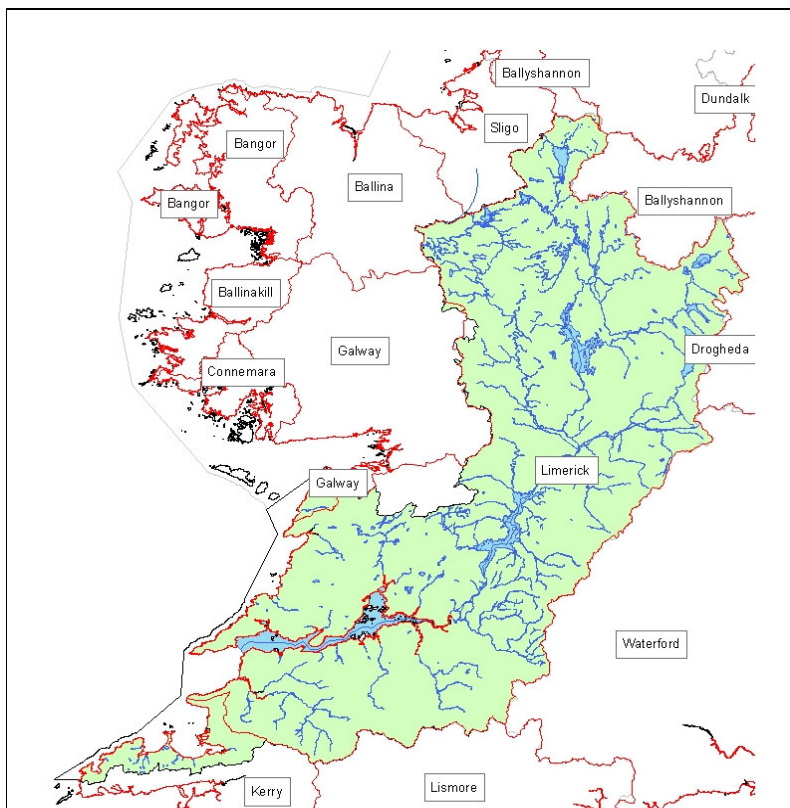 Ballyshannon
Dundalk
Sligo
Bangor
Ballina
Ballyshannon
Bangor
Ballinakill
Galway
Drogheda
Connemara
Limerick
Galway
Waterford
Kerry
Lismore